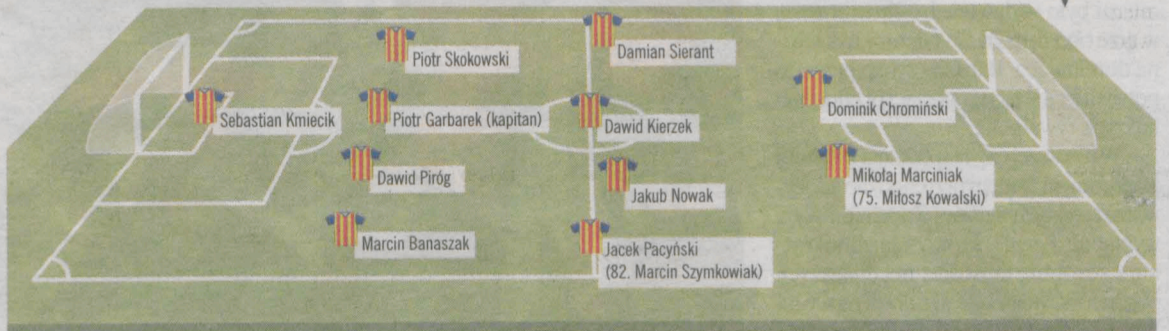 Piotr Skokowski
Damian Sierant
Sebastian Kmiecik
Piotr Garbarek (kapitan)
Dawid Kierzek
Dominik Chromiński
Dawid Piróg
Jakub Nowak
Mikołaj Marciniak
(75. Miłosz Kowalski)
Marcin Banaszak
Jacek Pacyński
(82. Marcin Szymkowiak)